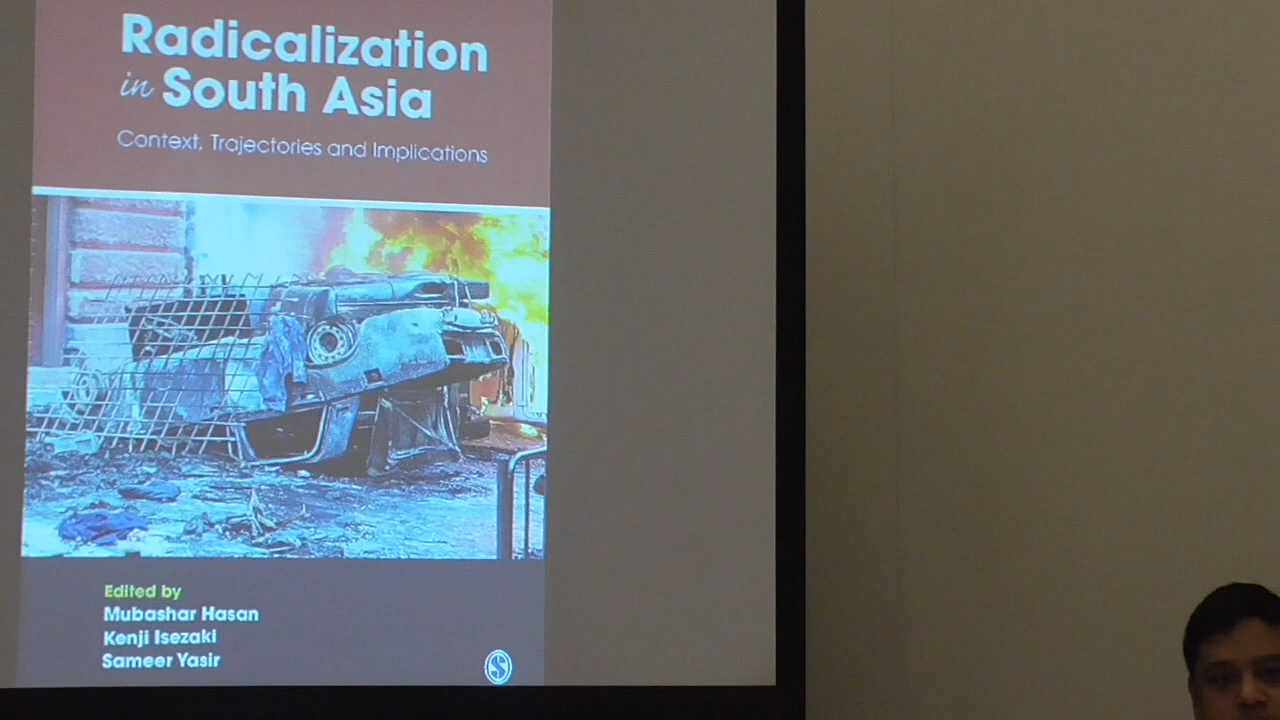 Radicalization
in South Asia
Context, Trajectories and Implications
Edited by
Mubashar Hasan
Kenji Isezaki
Sameer Yasir
S